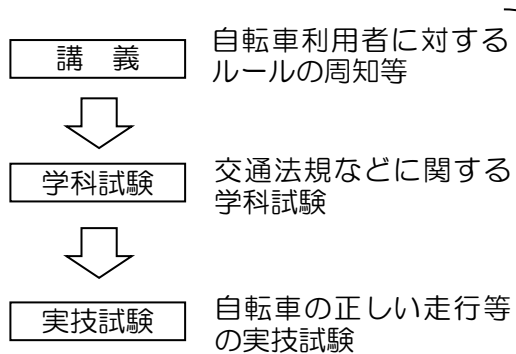 講　義
自転車利用者に対する
ルールの周知等
学科試験
交通法規などに関する
学科試験
実技試験
自転車の正しい走行等
の実技試験